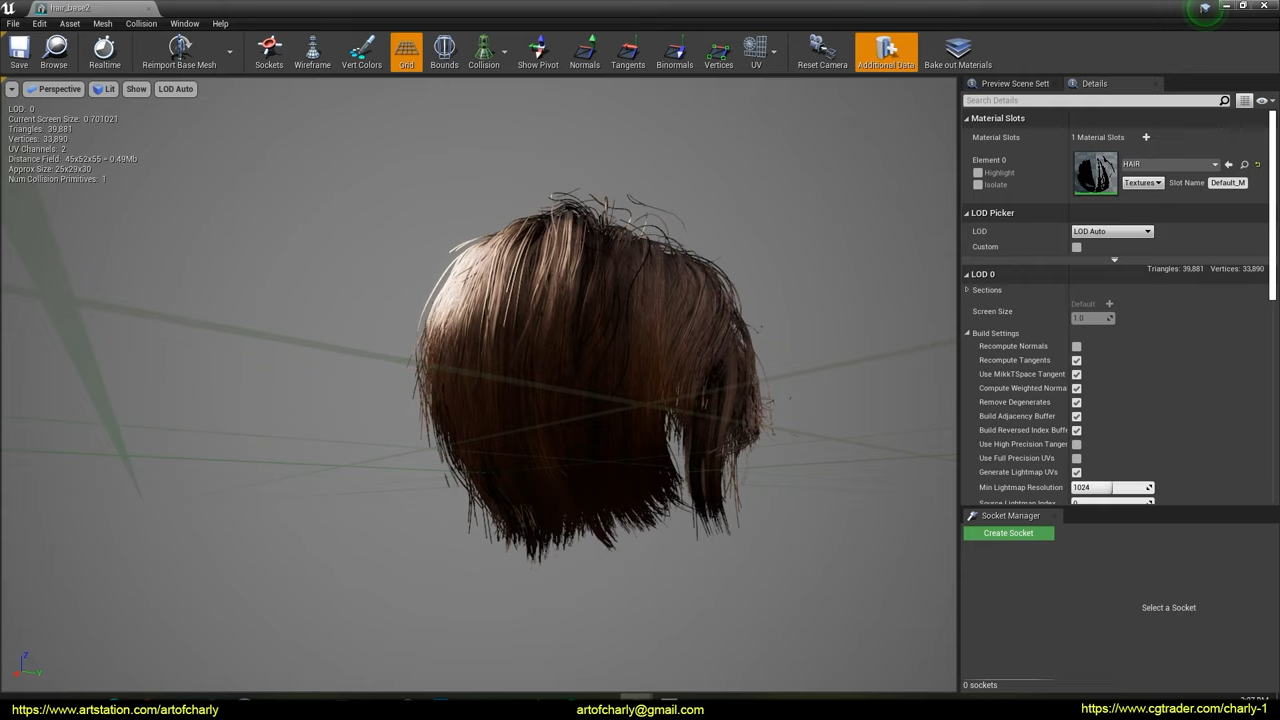 hair_base2
File Edit Asset Mesh Collision Window Help
Save Browse Realtime Reimport Base Mesh Sockets Wireframe Vert Colors Grid Bounds Collision Show Pivot Normals Tangents Binormals Vertices UV Reset Camera Additional Data Bake out Materials
Perspective Lit Show LOD Auto
LOD: 0
Current Screen Size: 0.701021
Triangles: 39,881
Vertices: 33,890
UV Channels: 2
Distance Field: 45x52x55 = 0.49Mb
Approx Size: 25x29x30
Num Collision Primitives: 1
Z
Y
Preview Scene Sett Details
Search Details
Material Slots
Material Slots 1 Material Slots
Element 0
Highlight
Isolate
HAIR
Textures Slot Name Default_M
LOD Picker
LOD LOD Auto
Custom
LOD 0 Triangles: 39,881 Vertices: 33,890
Sections
Screen Size Default
1.0
Build Settings
Recompute Normals
Recompute Tangents
Use MikkTSpace Tangent
Compute Weighted Norma
Remove Degenerates
Build Adjacency Buffer
Build Reversed Index Buff
Use High Precision Tanger
Use Full Precision UVs
Generate Lightmap UVs
Min Lightmap Resolution 1024
Source Lightmap Index 0
Socket Manager
Create Socket
Select a Socket
0 sockets
https://www.artstation.com/artofcharly artofcharly@gmail.com https://www.cgtrader.com/charly-1